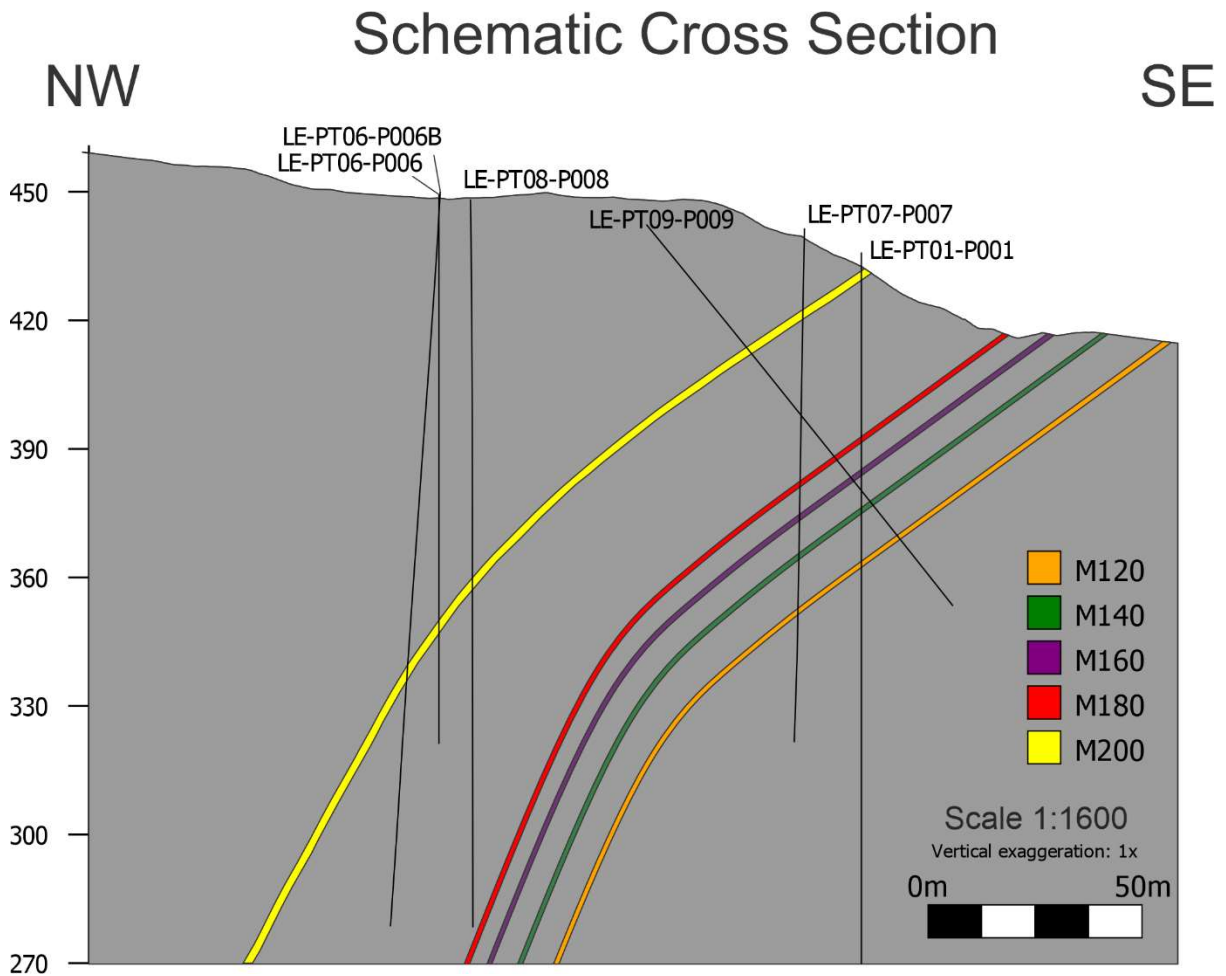 Schematic Cross Section
NW
SE
LE-PT06-P006B
LE-PT06-P006
LE-PT08-P008
LE-PT09-P009
LE-PT07-P007
LE-PT01-P001
450
420
390
360
330
300
270
M120
M140
M160
M180
M200
Scale 1:1600
Vertical exaggeration: 1x
0m
50m